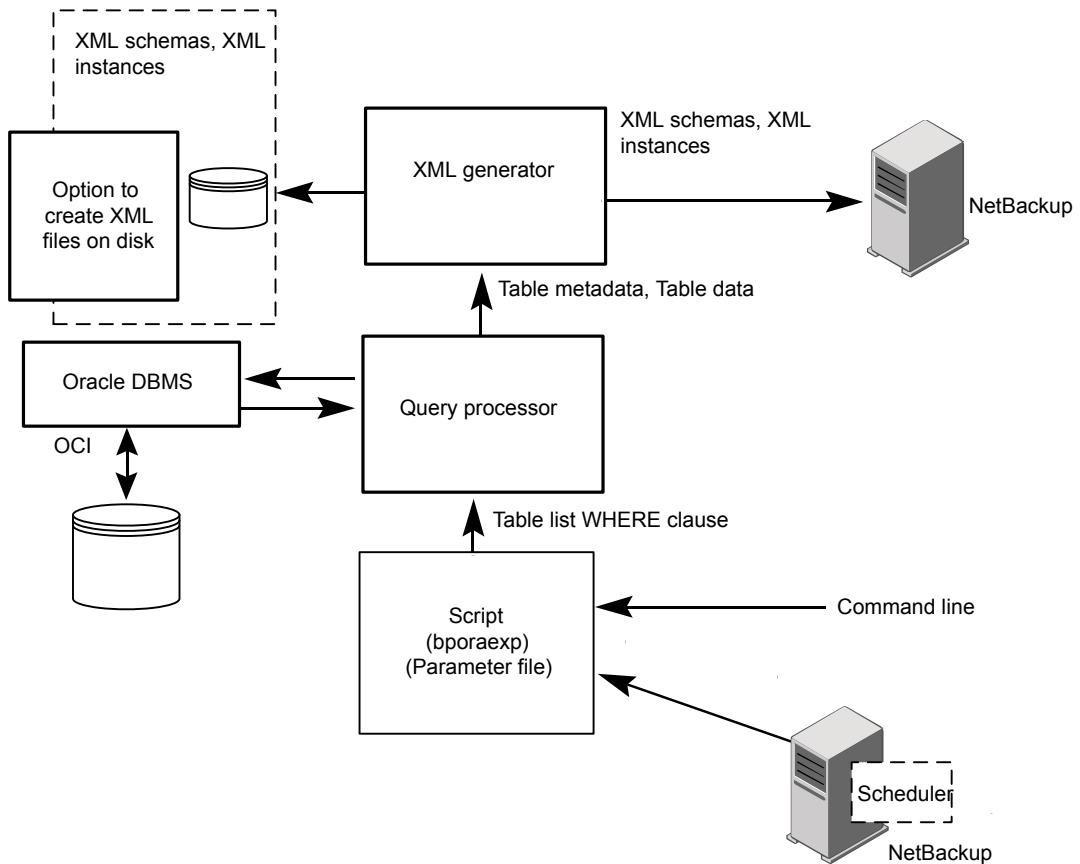 XML schemas, XML
instances
Option to
create XML
files on disk
XML generator
XML schemas, XML
instances
NetBackup
Table metadata, Table data
Oracle DBMS
Query processor
OCI
Table list WHERE clause
Script
(bporaexp)
(Parameter file)
Command line
Scheduler
NetBackup